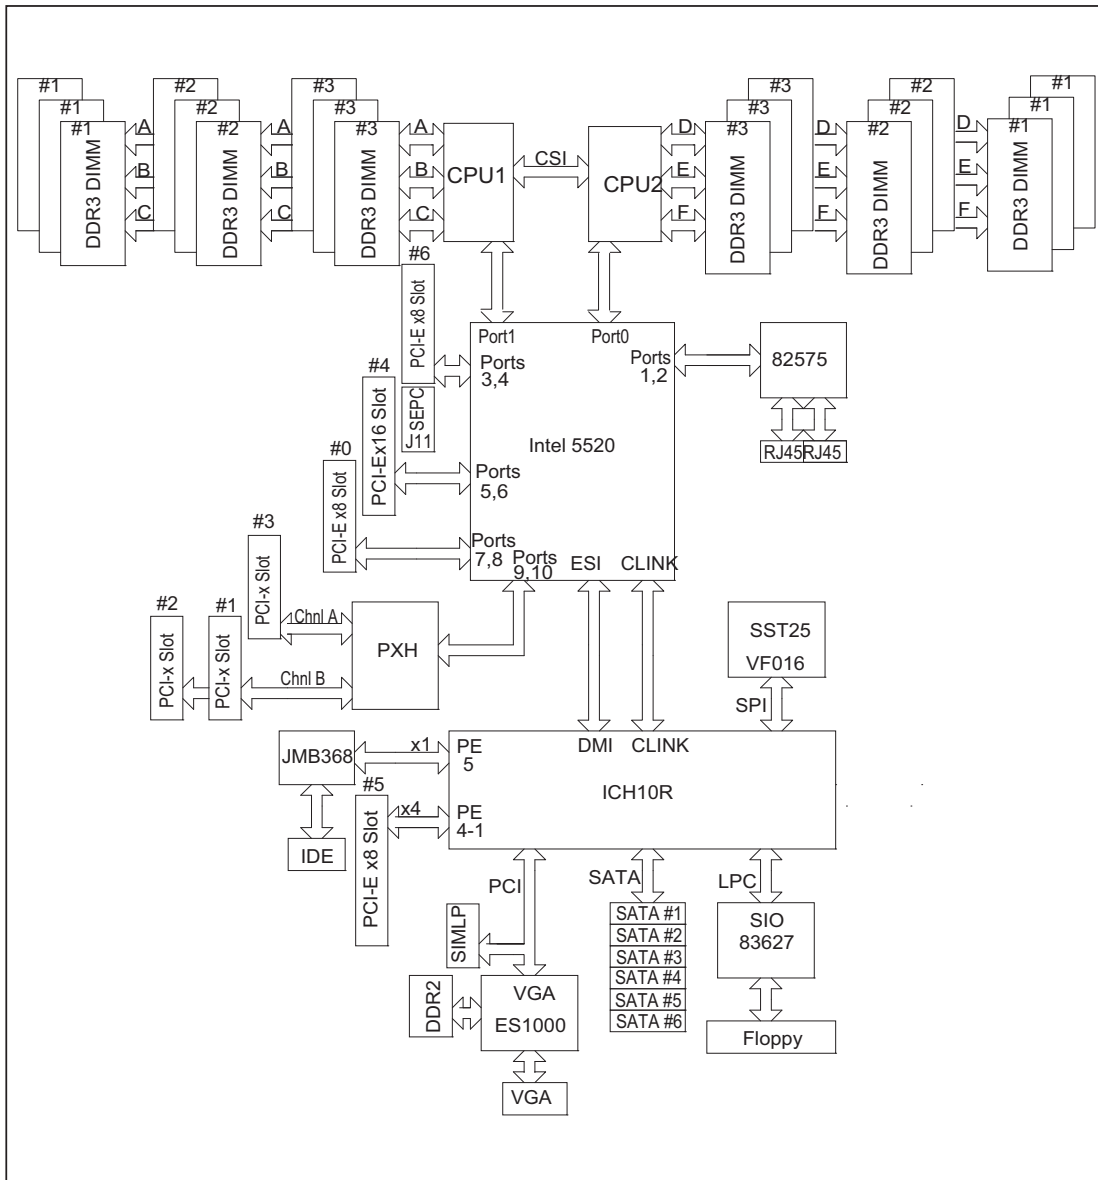 #1 #2 #3 #3 #2 #1
#1 #2 #3 #3 #2 #1
#1 #2 #3 #3 #2 #1
A A A D D D
B B B E E E
C C C F F F
DDR3 DIMM
DDR3 DIMM
DDR3 DIMM
CPU1
CSI
CPU2
DDR3 DIMM
DDR3 DIMM
DDR3 DIMM
#6
PCI-E x8 Slot
Port1
Port0
Ports
3,4
Ports
1,2
82575
#4
PCI-Ex16 Slot
SEPC
J11
RJ45
RJ45
Intel 5520
#0
PCI-E x8 Slot
Ports
5,6
Ports
7,8
Ports
9,10
ESI
CLINK
#3
PCI-x Slot
#2
PCI-x Slot
#1
PCI-x Slot
Chnl A
Chnl B
PXH
SST25
VF016
SPI
JMB368
x1
PE
5
DMI
CLINK
ICH10R
#5
PCI-E x8 Slot
x4
PE
4-1
IDE
PCI
SATA
LPC
SIMLP
SATA #1
SATA #2
SATA #3
SATA #4
SATA #5
SATA #6
SIO
83627
DDR2
VGA
ES1000
Floppy
VGA